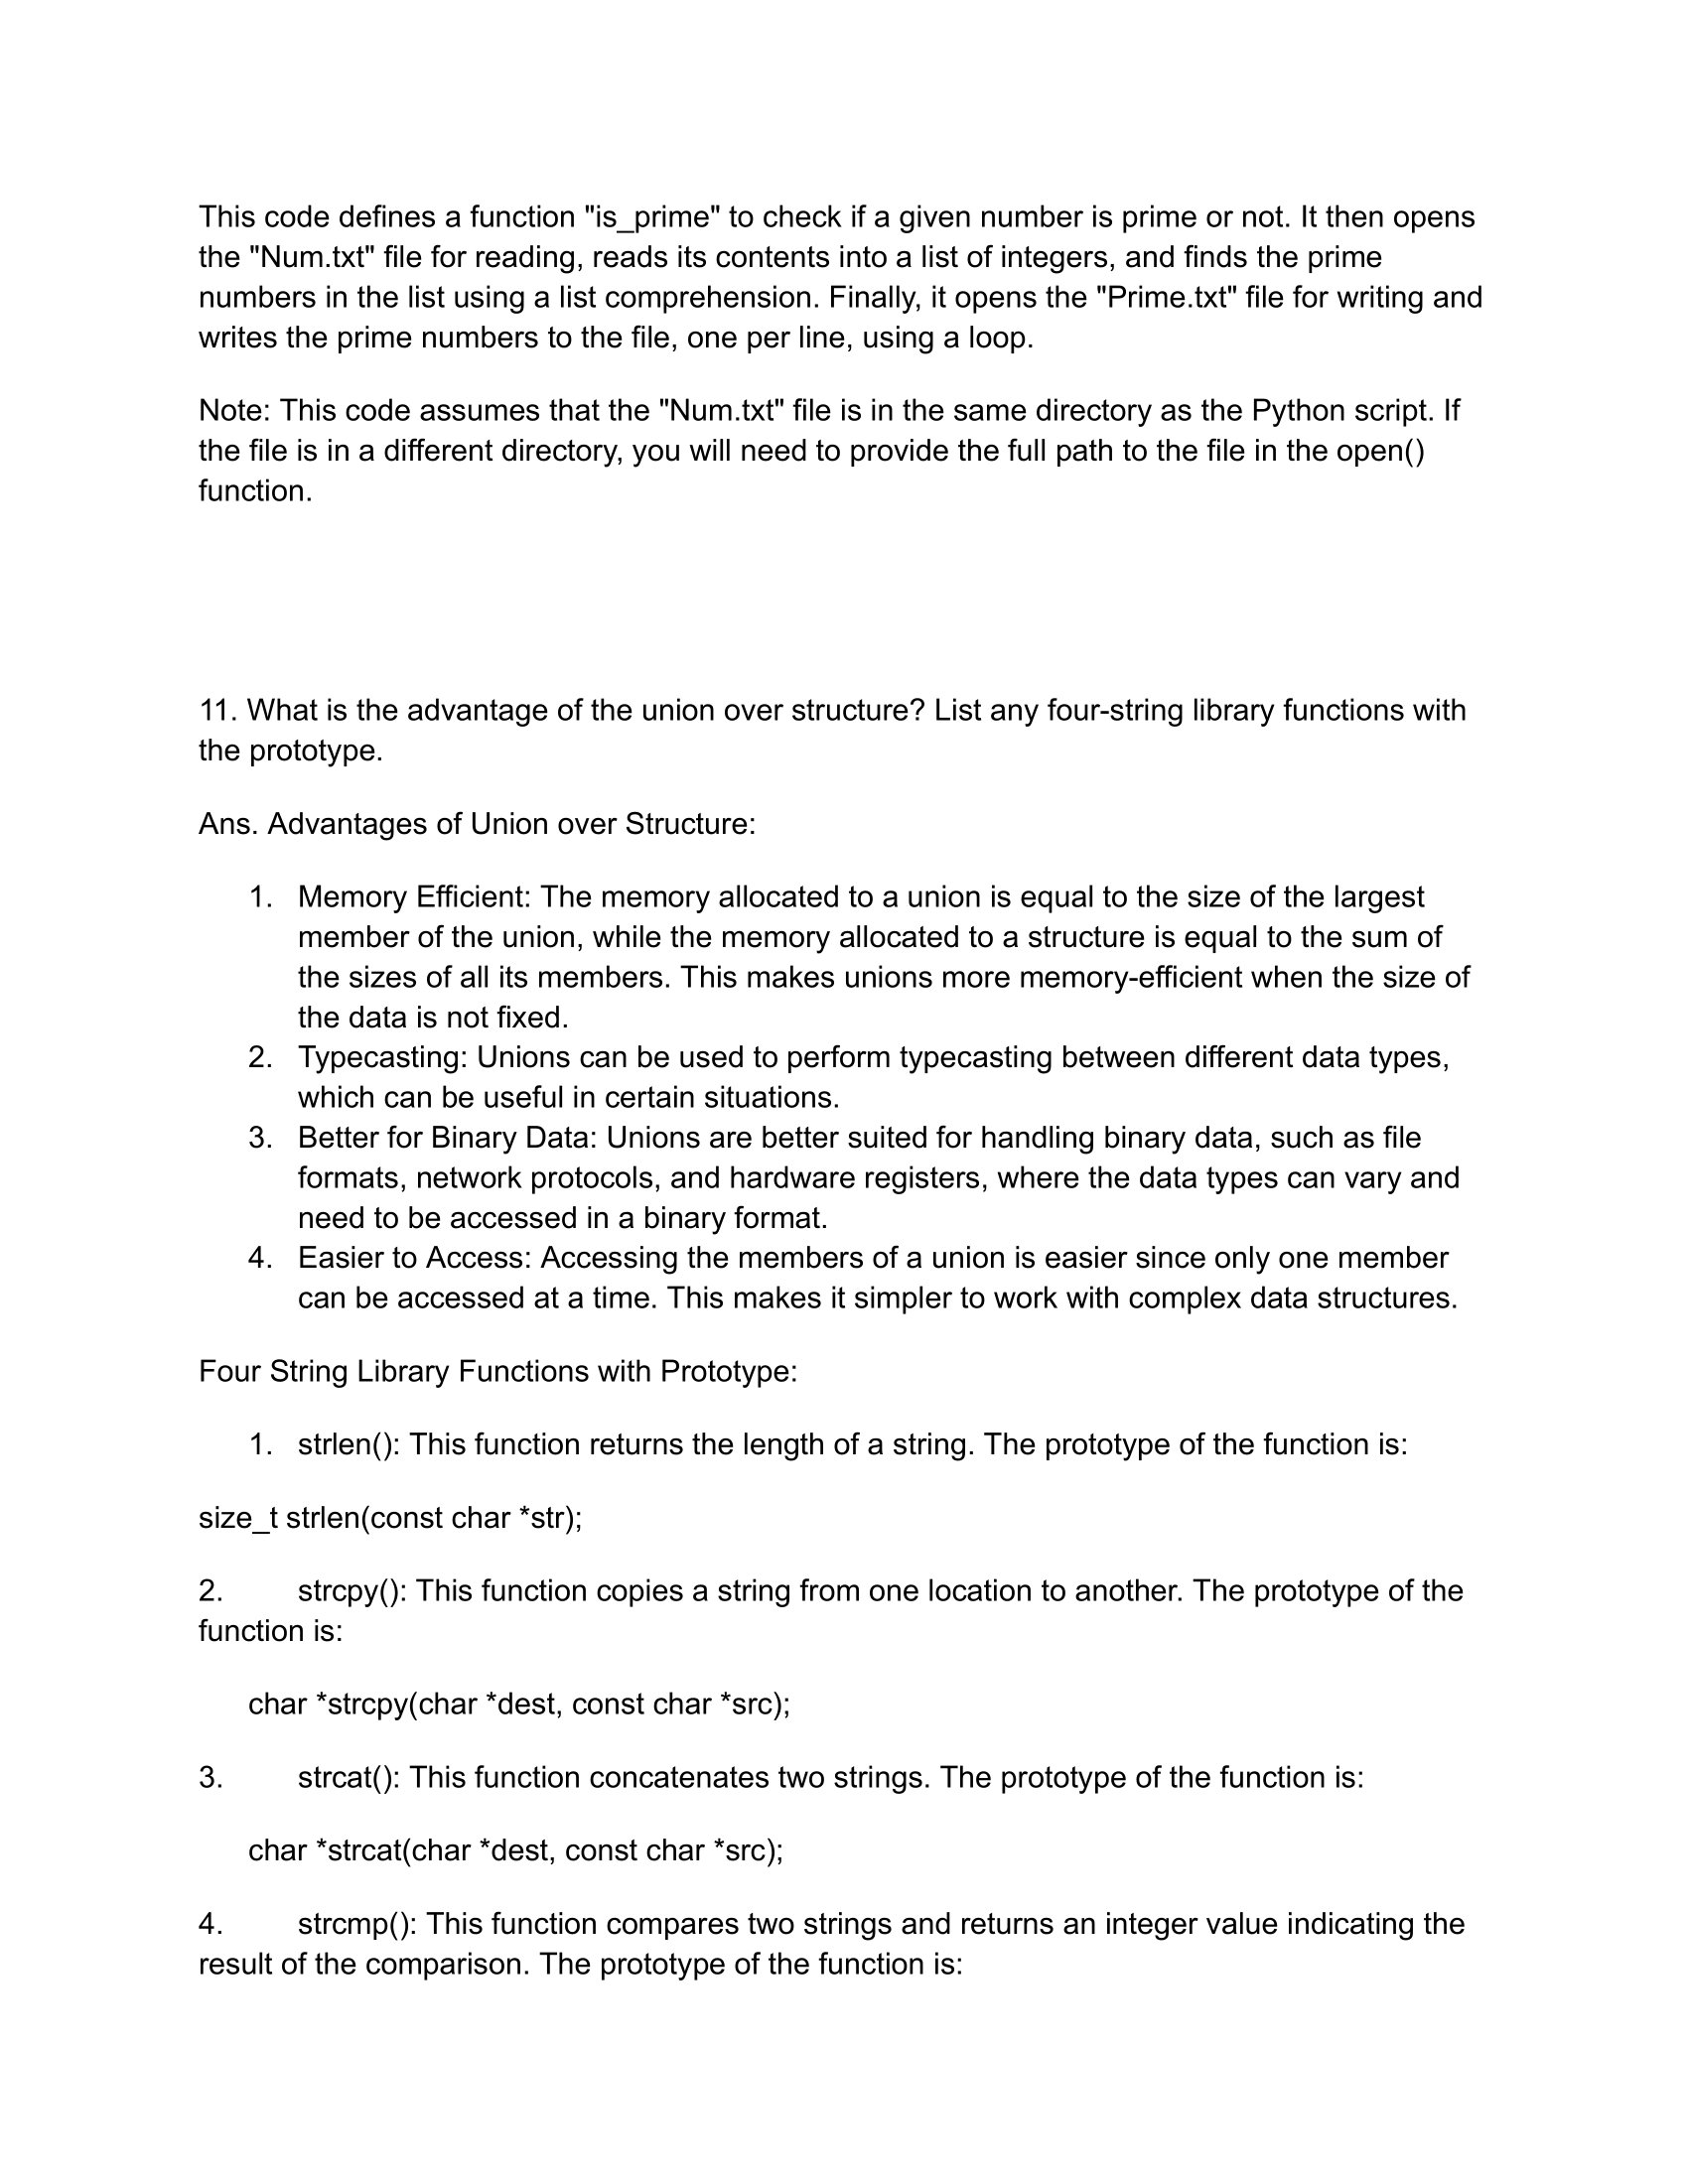 This code defines a function "is_prime" to check if a given number is prime or not. It then opens
the "Num.txt" file for reading, reads its contents into a list of integers, and finds the prime
numbers in the list using a list comprehension. Finally, it opens the "Prime.txt" file for writing and
writes the prime numbers to the file, one per line, using a loop.
Note: This code assumes that the "Num.txt" file is in the same directory as the Python script. If
the file is in a different directory, you will need to provide the full path to the file in the open()
function.
11. What is the advantage of the union over structure? List any four-string library functions with
the prototype.
Ans. Advantages of Union over Structure:
1. Memory Efficient: The memory allocated to a union is equal to the size of the largest
member of the union, while the memory allocated to a structure is equal to the sum of
the sizes of all its members. This makes unions more memory-efficient when the size of
the data is not fixed.
2. Typecasting: Unions can be used to perform typecasting between different data types,
which can be useful in certain situations.
3. Better for Binary Data: Unions are better suited for handling binary data, such as file
formats, network protocols, and hardware registers, where the data types can vary and
need to be accessed in a binary format.
4. Easier to Access: Accessing the members of a union is easier since only one member
can be accessed at a time. This makes it simpler to work with complex data structures.
Four String Library Functions with Prototype:
1. strlen(): This function returns the length of a string. The prototype of the function is:
size_t strlen(const char *str);
2. strcpy(): This function copies a string from one location to another. The prototype of the
function is:
char *strcpy(char *dest, const char *src);
3. strcat(): This function concatenates two strings. The prototype of the function is:
char *strcat(char *dest, const char *src);
4. strcmp(): This function compares two strings and returns an integer value indicating the
result of the comparison. The prototype of the function is: